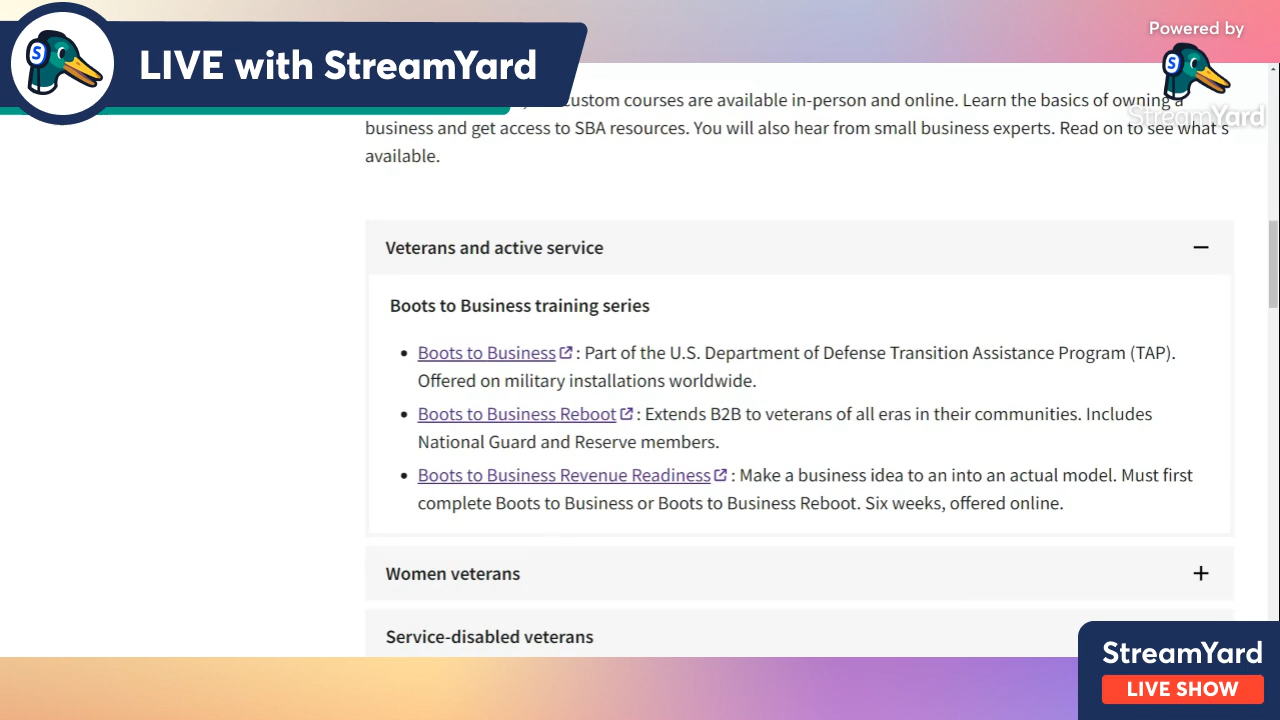 LIVE with StreamYard
Powered by
StreamYard
custom courses are available in-person and online. Learn the basics of owning a
business and get access to SBA resources. You will also hear from small business experts. Read on to see what's
available.
Veterans and active service
Boots to Business training series
• Boots to Business : Part of the U.S. Department of Defense Transition Assistance Program (TAP).
Offered on military installations worldwide.
• Boots to Business Reboot : Extends B2B to veterans of all eras in their communities. Includes
National Guard and Reserve members.
• Boots to Business Revenue Readiness : Make a business idea to an into an actual model. Must first
complete Boots to Business or Boots to Business Reboot. Six weeks, offered online.
Women veterans
Service-disabled veterans
StreamYard
LIVE SHOW